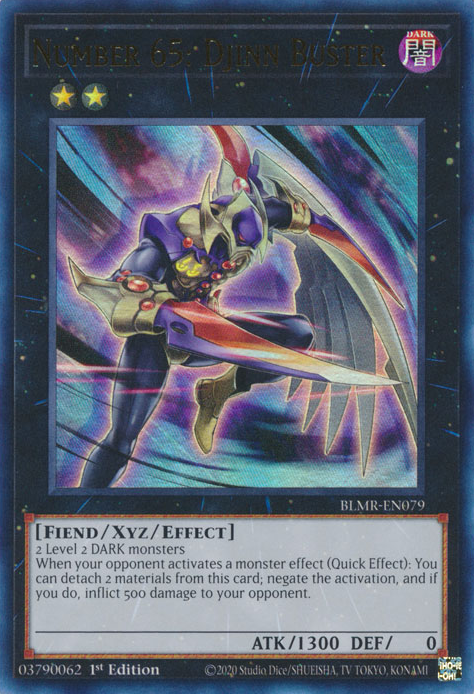 Number 65: Djinn Buster
DARK
闇
BLMR-EN079
[Fiend/Xyz/Effect]
2 Level 2 DARK monsters
When your opponent activates a monster effect (Quick Effect): You
can detach 2 materials from this card; negate the activation, and if
you do, inflict 500 damage to your opponent.
ATK/1300 DEF/ 0
03790062 1st Edition ©2020 Studio Dice/SHUEISHA, TV TOKYO, KONAMI